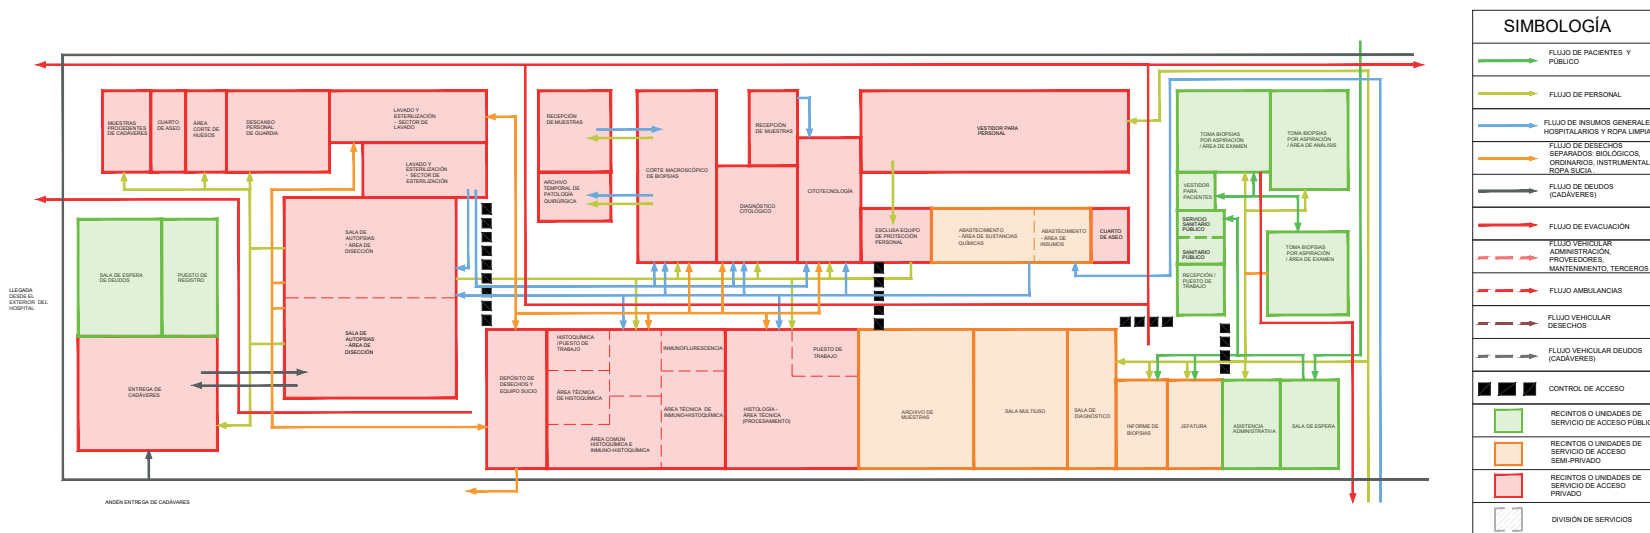 SIMBOLOGÍA
FLUJO DE PACIENTES Y
PÚBLICO
FLUJO DE PERSONAL
FLUJO DE INSUMOS GENERALE
HOSPITALARIOS Y ROPA LIMPIA
FLUJO DE DESECHOS
SEPARADOS: BIOLÓGICOS,
ORDINARIOS, INSTRUMENTAL
ROPA SUCIA .
FLUJO DE DEUDOS
(CADÁVERES)
FLUJO DE EVACUACIÓN
FLUJO VEHICULAR
ADMINISTRACIÓN,
PROVEEDORES,
MANTENIMIENTO, TERCEROS
FLUJO AMBULANCIAS
FLUJO VEHICULAR
DESECHOS
FLUJO VEHICULAR DEUDOS
(CADÁVERES)
CONTROL DE ACCESO
RECINTOS O UNIDADES DE
SERVICIO DE ACCESO PÚBLIC
RECINTOS O UNIDADES DE
SERVICIO DE ACCESO
SEMI-PRIVADO
RECINTOS O UNIDADES DE
SERVICIO DE ACCESO
PRIVADO
DIVISIÓN DE SERVICIOS
MUESTRAS
PROCEDENTES
DE CADÁVERES
CUARTO
DE ASEO
ÁREA
CORTE DE
HUESOS
DESCANSO
PERSONAL
DE GUARDIA
LAVADO Y
ESTERILIZACIÓN
- SECTOR DE
LAVADO
LAVADO Y
ESTERILIZACIÓN
- SECTOR DE
ESTERILIZACIÓN
RECEPCIÓN
DE MUESTRAS
ARCHIVO
TEMPORAL DE
PATOLOGÍA
QUIRÚRGICA
CORTE MACROSCÓPICO
DE BIOPSIAS
RECEPCIÓN
DE MUESTRAS
DIAGNÓSTICO
CITOLÓGICO
CITOTECNOLOGÍA
VESTIDOR PARA
PERSONAL
ESCLUSA EQUIPO
DE PROTECCIÓN
PERSONAL
ABASTECIMIENTO
- ÁREA DE SUSTANCIAS
QUÍMICAS
ABASTECIMIENTO
- ÁREA DE
INSUMOS
CUARTO
DE ASEO
TOMA BIOPSIAS
POR ASPIRACIÓN
/ ÁREA DE EXAMEN
TOMA BIOPSIAS
POR ASPIRACIÓN
/ ÁREA DE ANÁLISIS
VESTIDOR
PARA
PACIENTES
SERVICIO
SANITARIO
PÚBLICO
SANITARIO
PÚBLICO
RECEPCIÓN /
PUESTO DE
TRABAJO
TOMA BIOPSIAS
POR ASPIRACIÓN
/ ÁREA DE EXAMEN
SALA DE
AUTOPSIAS
- ÁREA DE
DISECCIÓN
SALA DE
AUTOPSIAS
- ÁREA DE
DISECCIÓN
SALA DE ESPERA
DE DEUDOS
PUESTO DE
REGISTRO
LLEGADA
DESDE EL
EXTERIOR DEL
HOSPITAL
ENTREGA DE
CADÁVERES
ANDÉN ENTREGA DE CADÁVARES
DEPÓSITO DE
DESECHOS Y
EQUIPO SUCIO
HISTOQUÍMICA
/PUESTO DE
TRABAJO
ÁREA TÉCNICA
DE HISTOQUÍMICA
INMUNOFLURESCENCIA
ÁREA TÉCNICA DE
INMUNO-HISTOQUÍMICA
ÁREA COMÚN
HISTOQUÍMICA E
INMUNO-HISTOQUÍMICA
HISTOLOGÍA -
ÁREA TÉCNICA
(PROCESAMIENTO)
PUESTO DE
TRABAJO
ARCHIVO DE
MUESTRAS
SALA MULTIUSO
SALA DE
DIAGNÓSTICO
INFORME DE
BIOPSIAS
JEFATURA
ASISTENCIA
ADMINISTRATIVA
SALA DE ESPERA